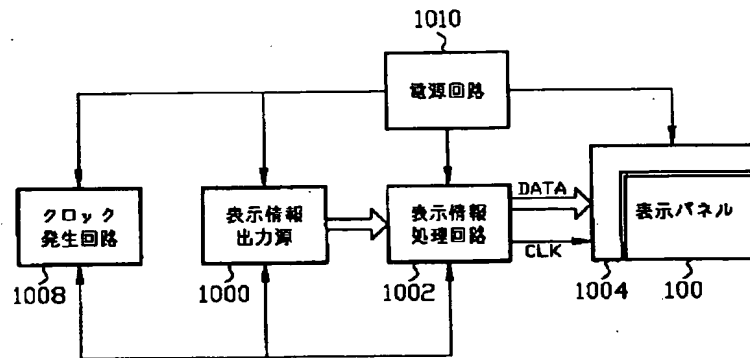 1010
電源回路
クロック
発生回路
1008
表示情報
出力源
1000
表示情報
処理回路
1002
DATA
CLK
表示パネル
1004
100